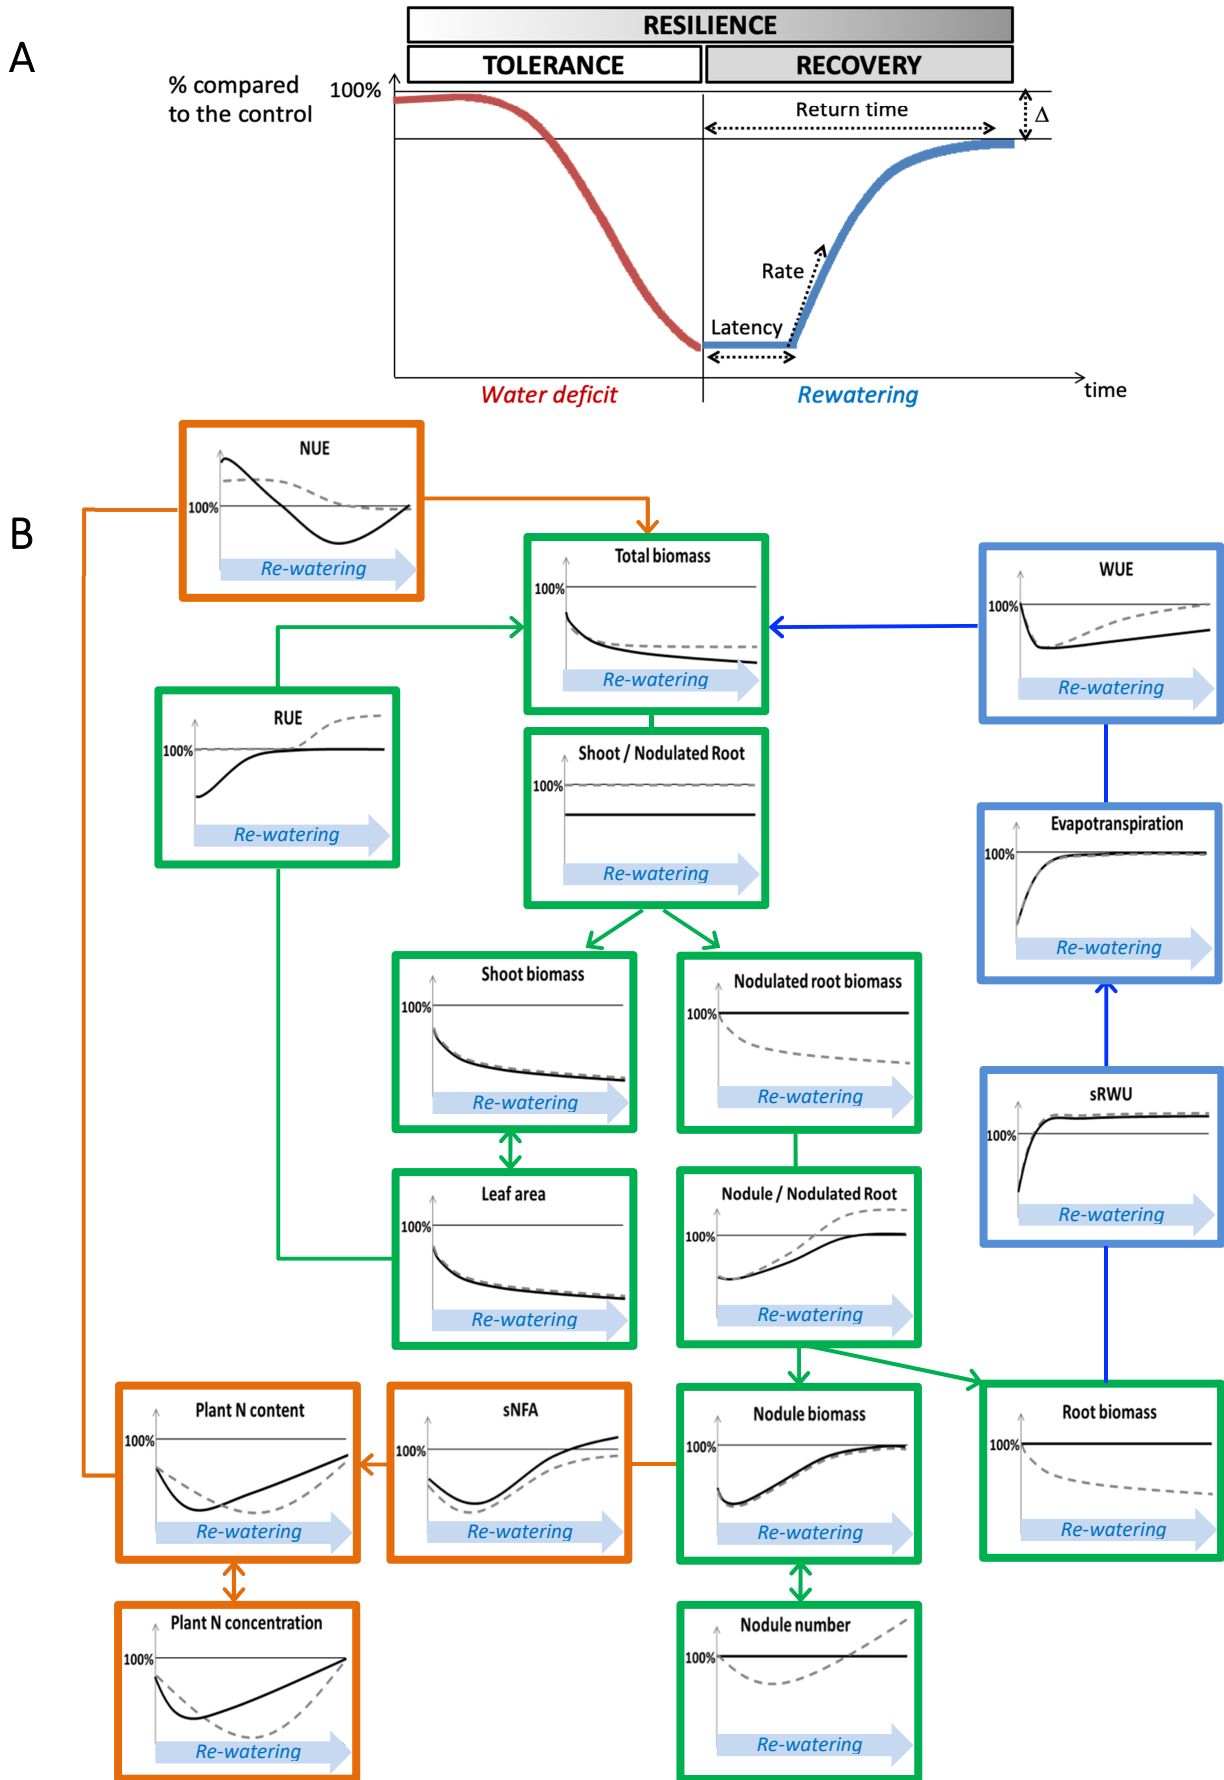 A
RESILIENCE
TOLERANCE
RECOVERY
% compared
to the control
100%
Return time
Δ
Rate
Latency
Water deficit
Rewatering
time
B
NUE
100%
Re-watering
Total biomass
100%
Re-watering
WUE
100%
Re-watering
RUE
100%
Re-watering
Shoot / Nodulated Root
100%
Re-watering
Evapotranspiration
100%
Re-watering
Shoot biomass
100%
Re-watering
Nodulated root biomass
100%
Re-watering
sRWU
100%
Re-watering
Leaf area
100%
Re-watering
Nodule / Nodulated Root
100%
Re-watering
Plant N content
100%
Re-watering
sNFA
100%
Re-watering
Nodule biomass
100%
Re-watering
Root biomass
100%
Re-watering
Plant N concentration
100%
Re-watering
Nodule number
100%
Re-watering